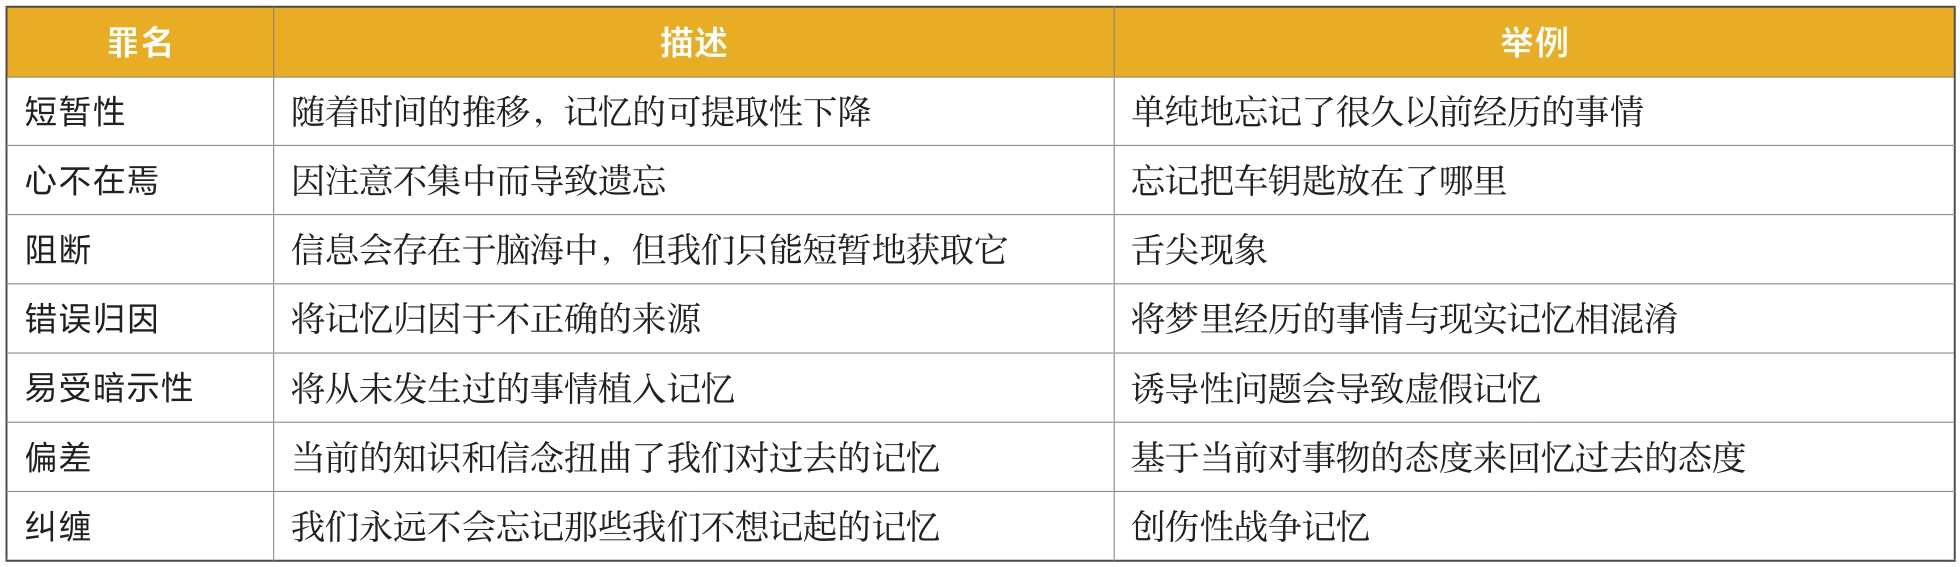 罪名 描述 举例
短暂性 随着时间的推移，记忆的可提取性下降 单纯地忘记了很久以前经历的事情
心不在焉 因注意不集中而导致遗忘 忘记把车钥匙放在了哪里
阻断 信息会存在于脑海中，但我们只能短暂地获取它 舌尖现象
错误归因 将记忆归因于不正确的来源 将梦里经历的事情与现实记忆相混淆
易受暗示性 将从未发生过的事情植入记忆 诱导性问题会导致虚假记忆
偏差 当前的知识和信念扭曲了我们对过去的记忆 基于当前对事物的态度来回忆过去的态度
纠缠 我们永远不会忘记那些我们不想记起的记忆 创伤性战争记忆